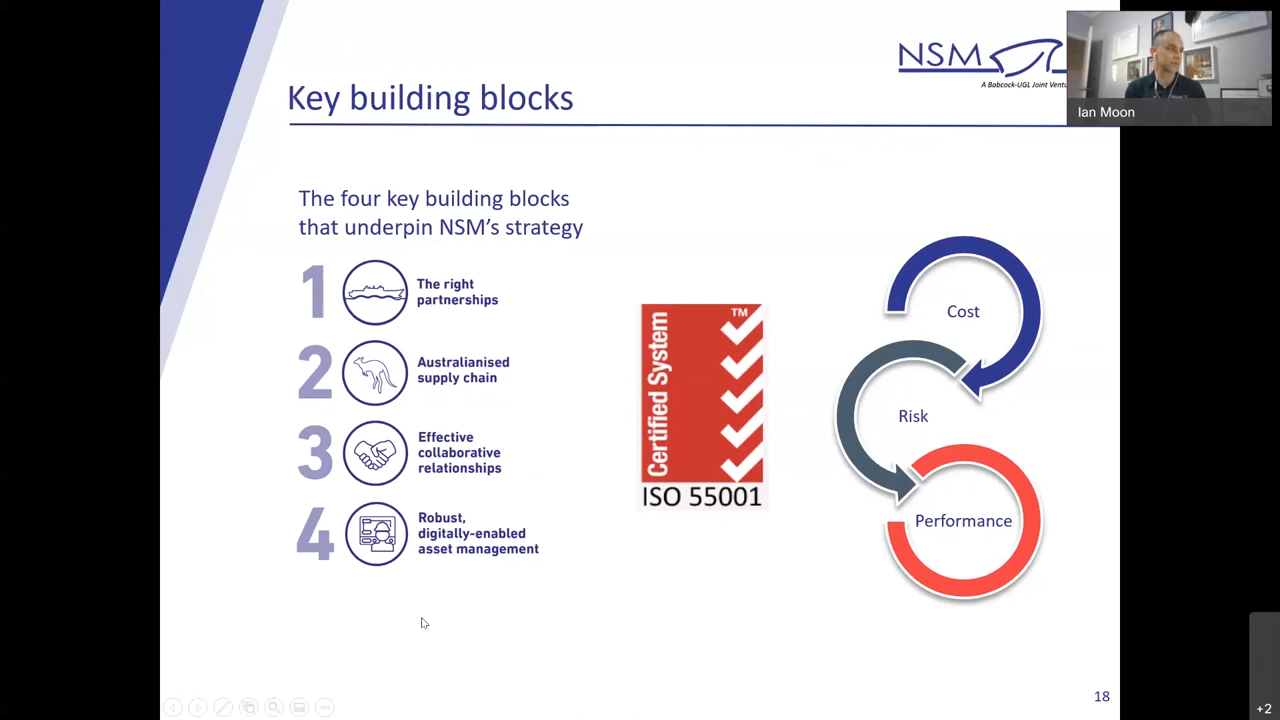 NSM
A Babcock-UGL Joint Ventu
Ian Moon
Key building blocks
The four key building blocks
that underpin NSM’s strategy
1
The right
partnerships
2
Australianised
supply chain
3
Effective
collaborative
relationships
4
Robust,
digitally-enabled
asset management
Certified System
TM
ISO 55001
Cost
Risk
Performance
18
+2